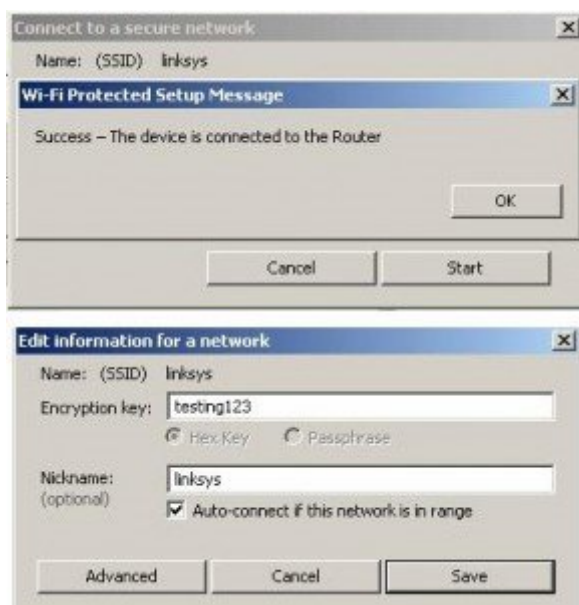 Connect to a secure network
Name: (SSID) linksys
Wi-Fi Protected Setup Message
Success – The device is connected to the Router
OK
Cancel Start
Edit information for a network
Name: (SSID) linksys
Encryption key: testing123
Hex Key Passphrase
Nickname: linksys
(optional) Auto-connect if this network is in range
Advanced Cancel Save